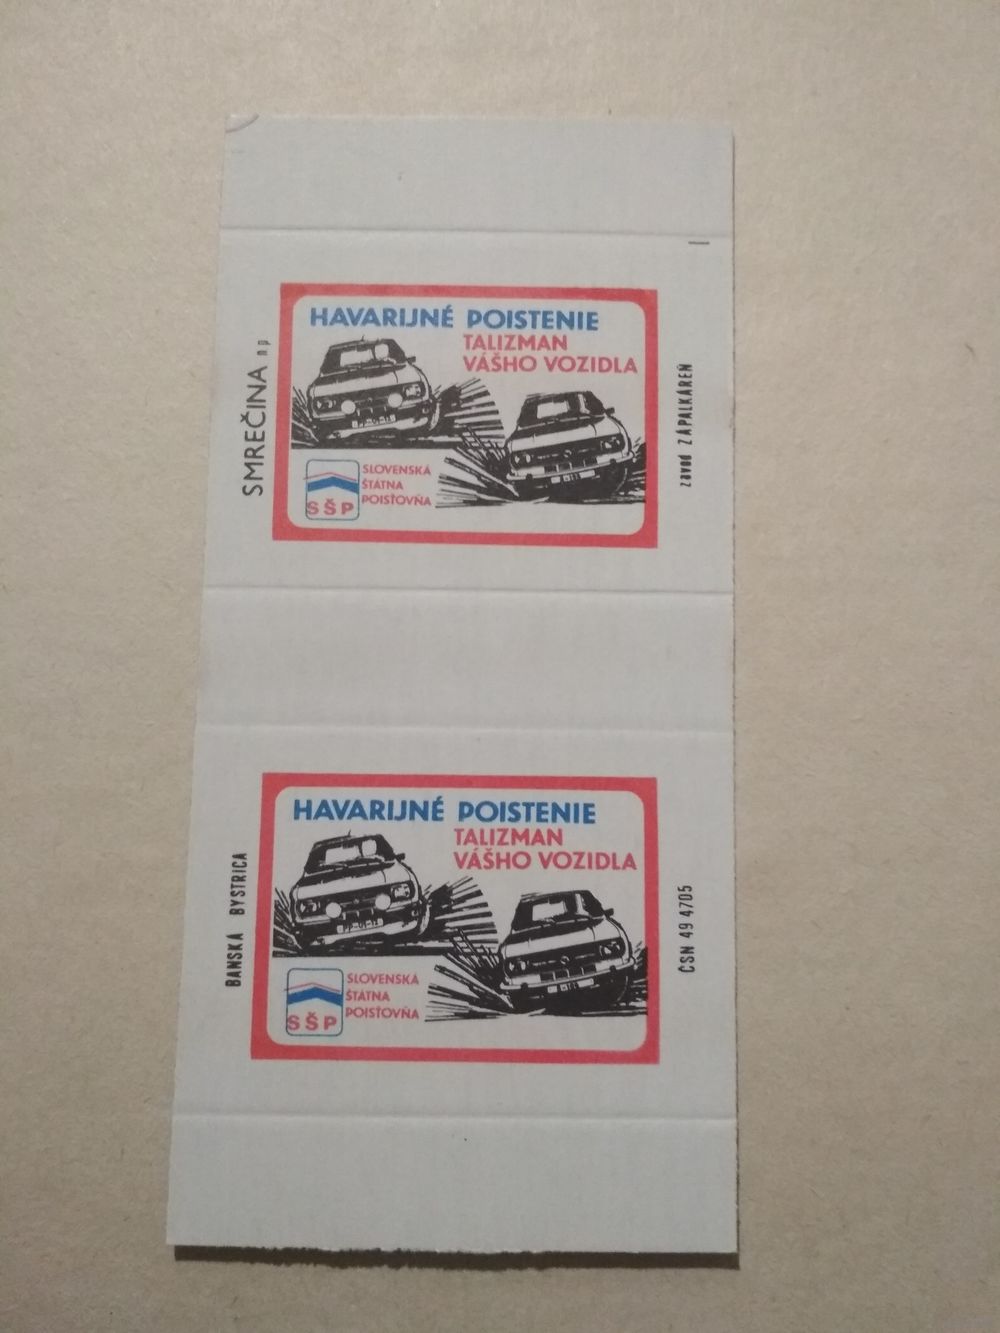 HAVARIJNÉ POISTENIE
TALIZMAN
VÁŠHO VOZIDLA
SLOVENSKÁ
ŠTÁTNA
POISŤOVŇA
SŠP
SMREČINA n.p.
závod ZÁPALKÁREŇ
HAVARIJNÉ POISTENIE
TALIZMAN
VÁŠHO VOZIDLA
SLOVENSKÁ
ŠTÁTNA
POISŤOVŇA
SŠP
BANSKÁ BYSTRICA
ČSN 49 4705